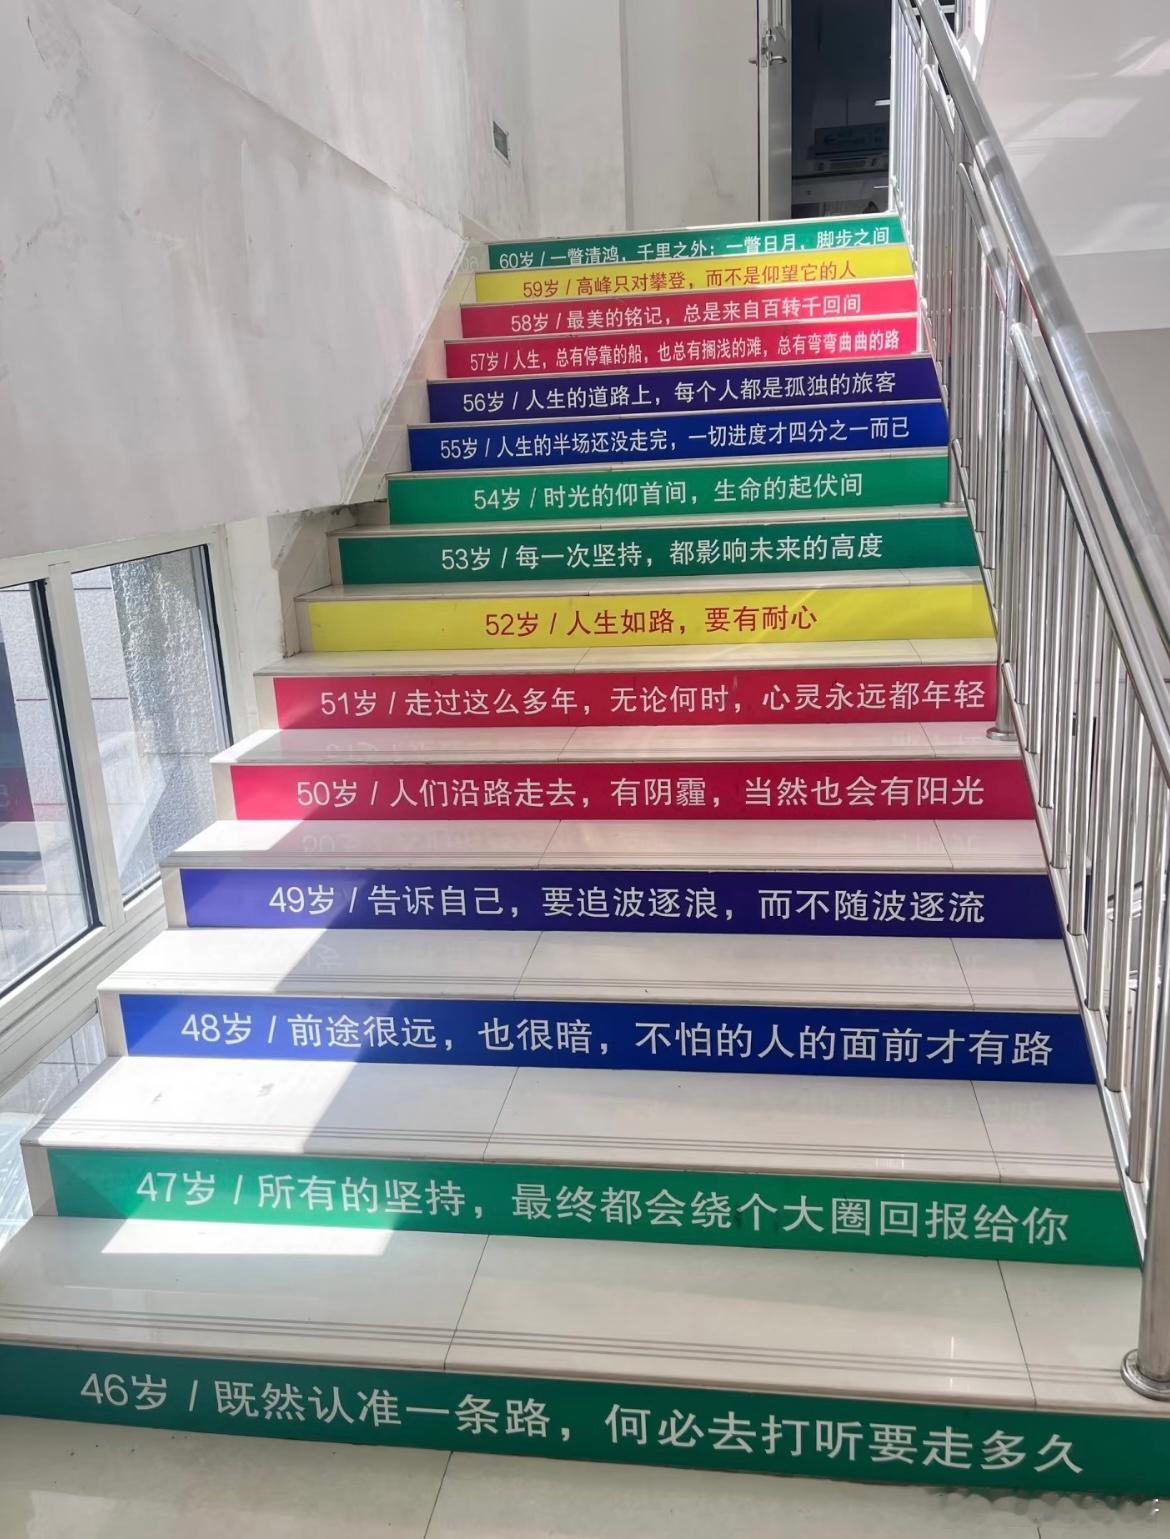 60岁 / 一瞥清鸿，千里之外；一瞥日月，脚步之间
59岁 / 高峰只对攀登，而不是仰望它的人
58岁 / 最美的铭记，总是来自百转千回间
57岁 / 人生，总有停靠的船，也总有搁浅的滩，总有弯弯曲曲的路
56岁 / 人生的道路上，每个人都是孤独的旅客
55岁 / 人生的半场还没走完，一切进度才四分之一而已
54岁 / 时光的仰首间，生命的起伏间
53岁 / 每一次坚持，都影响未来的高度
52岁 / 人生如路，要有耐心
51岁 / 走过这么多年，无论何时，心灵永远都年轻
50岁 / 人们沿路走去，有阴霾，当然也会有阳光
49岁 / 告诉自己，要追波逐浪，而不随波逐流
48岁 / 前途很远，也很暗，不怕的人的面前才有路
47岁 / 所有的坚持，最终都会绕个大圈回报给你
46岁 / 既然认准一条路，何必去打听要走多久